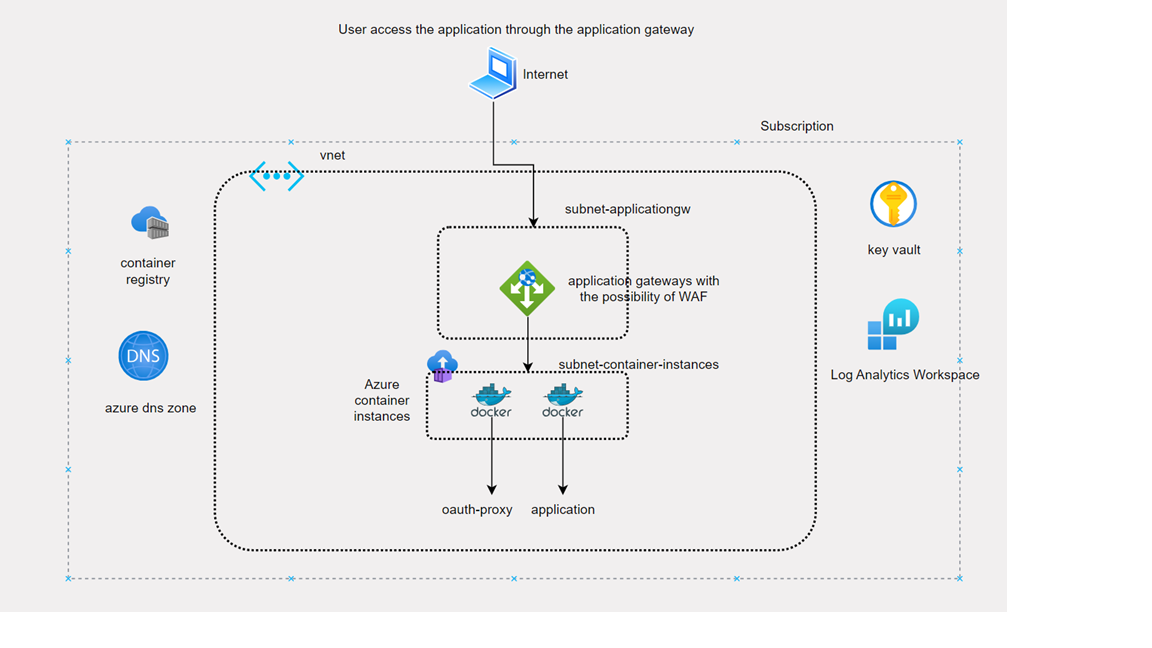 User access the application through the application gateway
Internet
Subscription
vnet
subnet-applicationgw
container
registry
key vault
application gateways with
the possibility of WAF
DNS
azure dns zone
subnet-container-instances
Log Analytics Workspace
Azure
container
instances
docker
docker
oauth-proxy
application